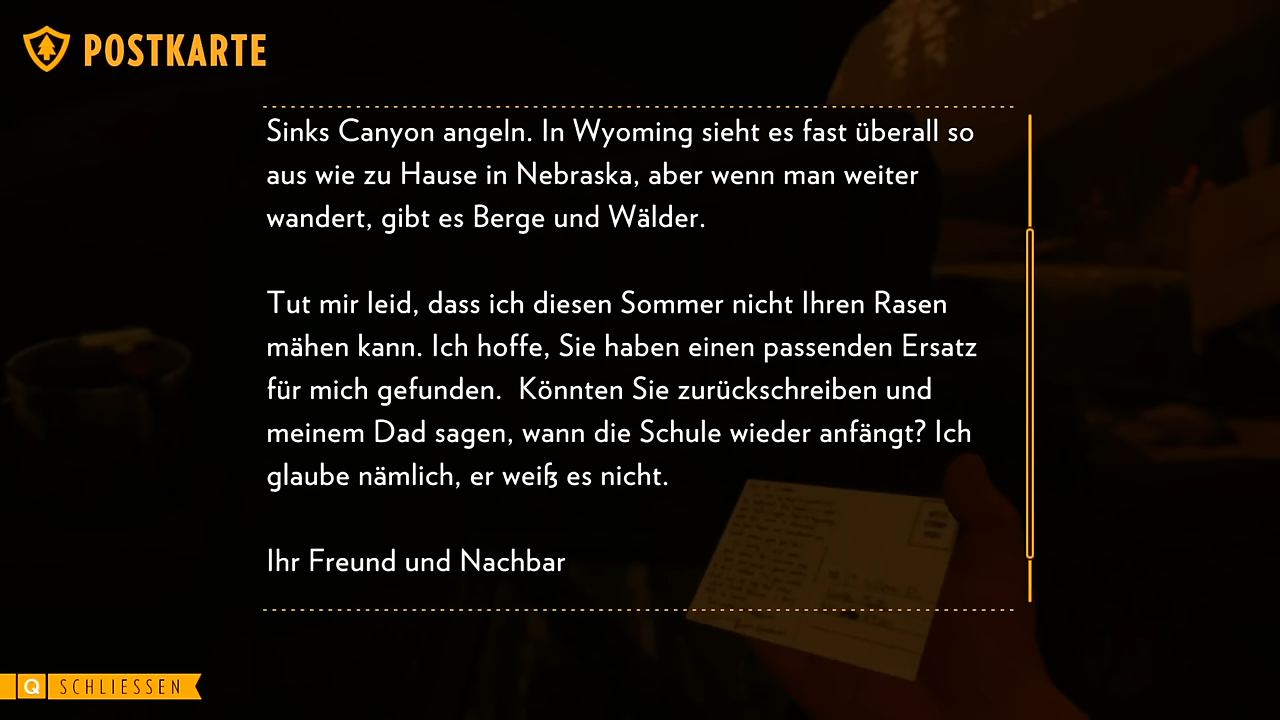 POSTKARTE
Sinks Canyon angeln. In Wyoming sieht es fast überall so
aus wie zu Hause in Nebraska, aber wenn man weiter
wandert, gibt es Berge und Wälder.
Tut mir leid, dass ich diesen Sommer nicht Ihren Rasen
mähen kann. Ich hoffe, Sie haben einen passenden Ersatz
für mich gefunden.  Könnten Sie zurückschreiben und
meinem Dad sagen, wann die Schule wieder anfängt? Ich
glaube nämlich, er weiß es nicht.
Ihr Freund und Nachbar
Q SCHLIESSEN